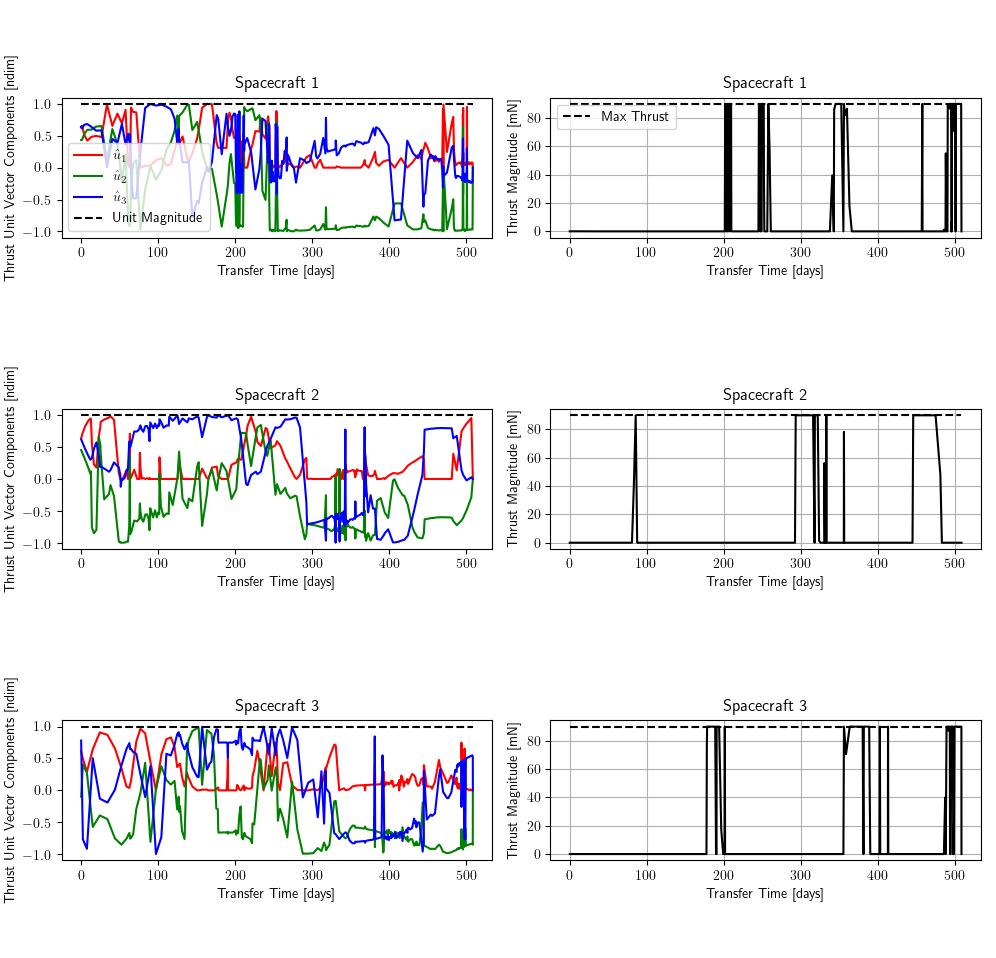 Spacecraft 1
Thrust Unit Vector Components [ndim]
1.0
0.5
0.0
−0.5
−1.0
û₁
û₂
û₃
Unit Magnitude
0 100 200 300 400 500
Transfer Time [days]
Spacecraft 1
Thrust Magnitude [mN]
80
60
40
20
0
Max Thrust
0 100 200 300 400 500
Transfer Time [days]
Spacecraft 2
Thrust Unit Vector Components [ndim]
1.0
0.5
0.0
−0.5
−1.0
0 100 200 300 400 500
Transfer Time [days]
Spacecraft 2
Thrust Magnitude [mN]
80
60
40
20
0
0 100 200 300 400 500
Transfer Time [days]
Spacecraft 3
Thrust Unit Vector Components [ndim]
1.0
0.5
0.0
−0.5
−1.0
0 100 200 300 400 500
Transfer Time [days]
Spacecraft 3
Thrust Magnitude [mN]
80
60
40
20
0
0 100 200 300 400 500
Transfer Time [days]